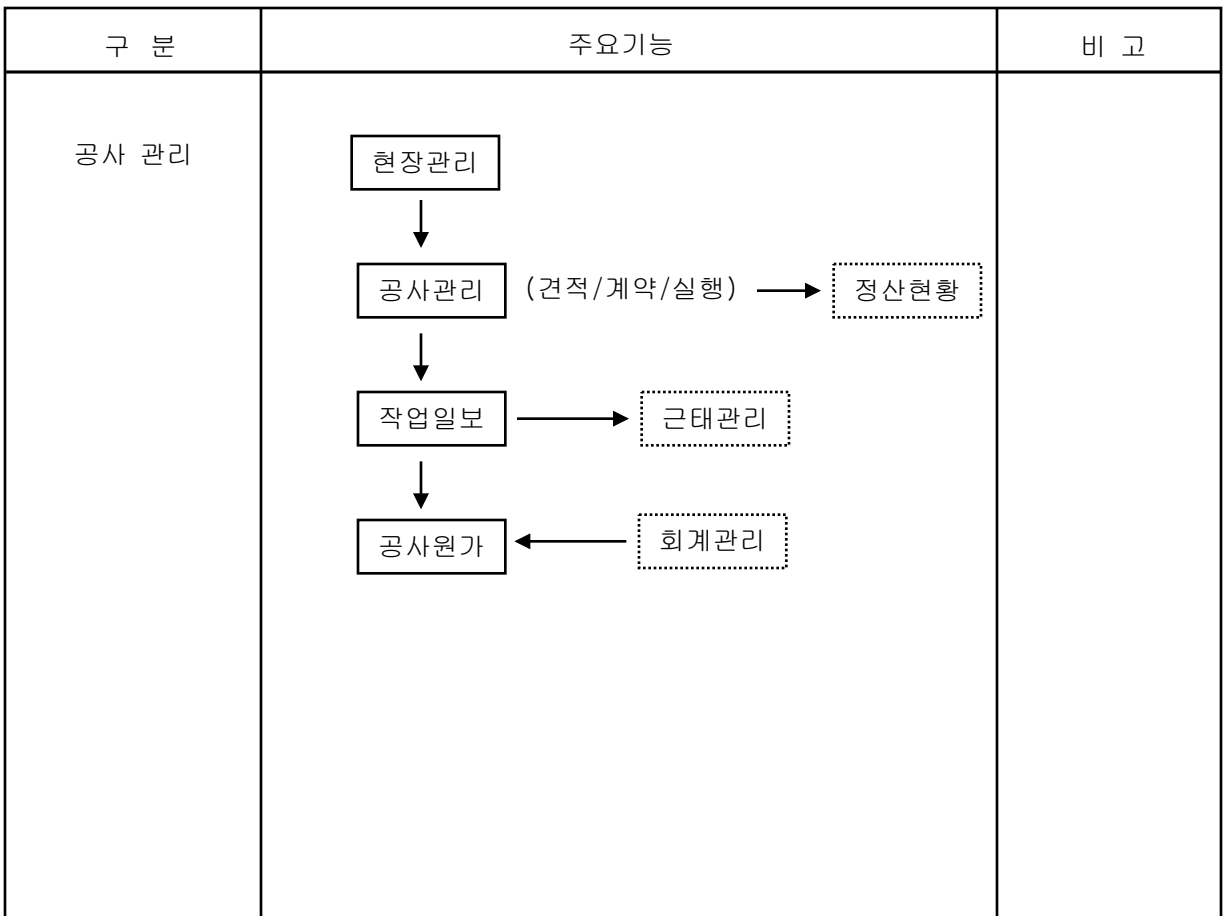 구 분 주요기능 비 고
공사 관리 현장관리
공사관리 (견적/계약/실행) 정산현황
작업일보 근태관리
공사원가 회계관리